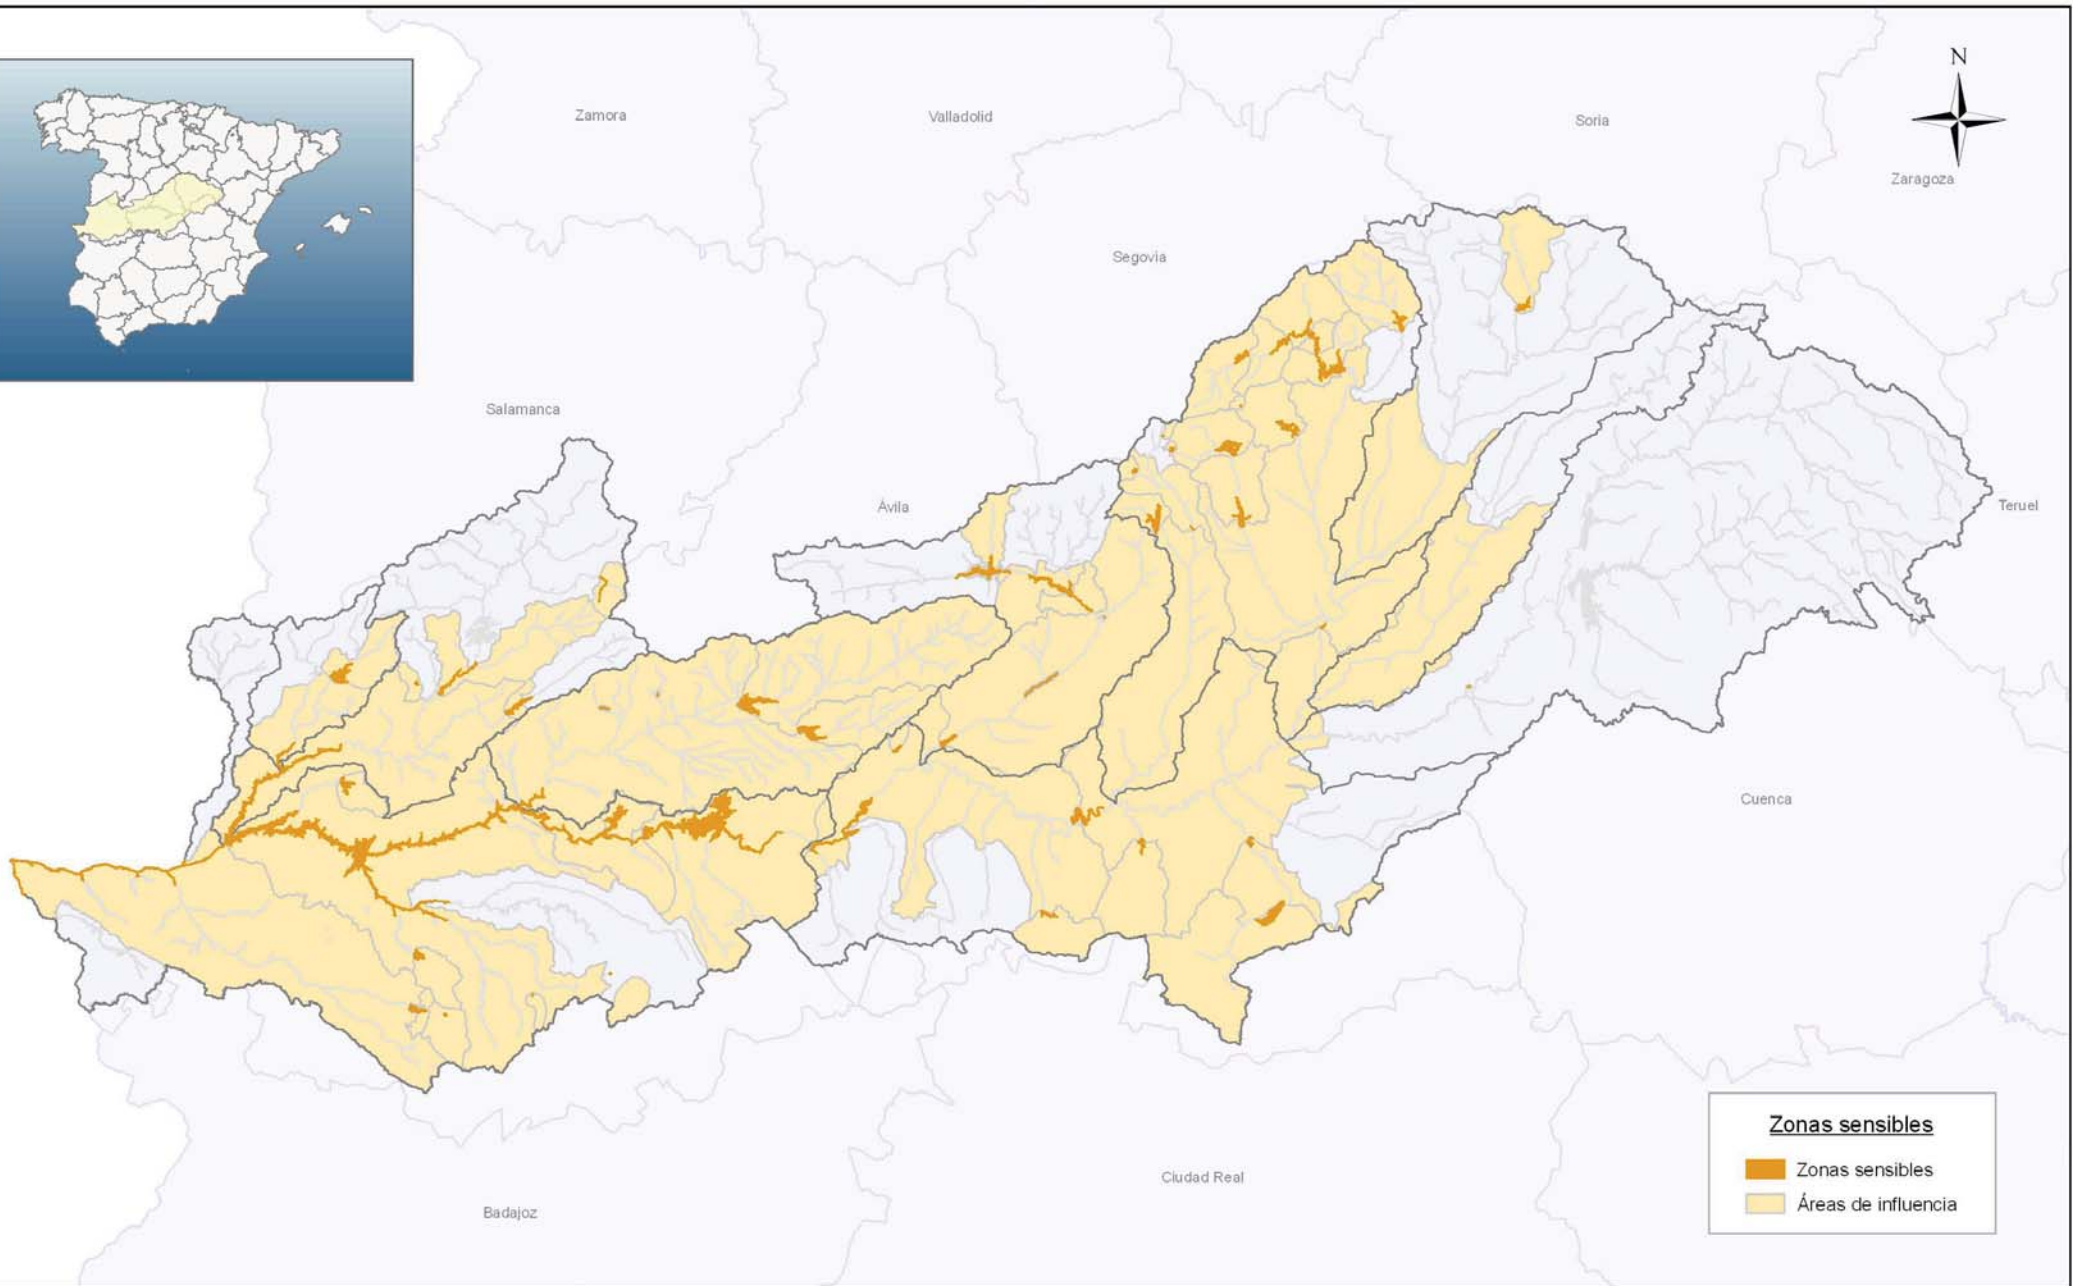 N
Zamora
Valladolid
Soria
Zaragoza
Segovia
Salamanca
Ávila
Teruel
Cuenca
Ciudad Real
Badajoz
Zonas sensibles
Zonas sensibles
Áreas de influencia